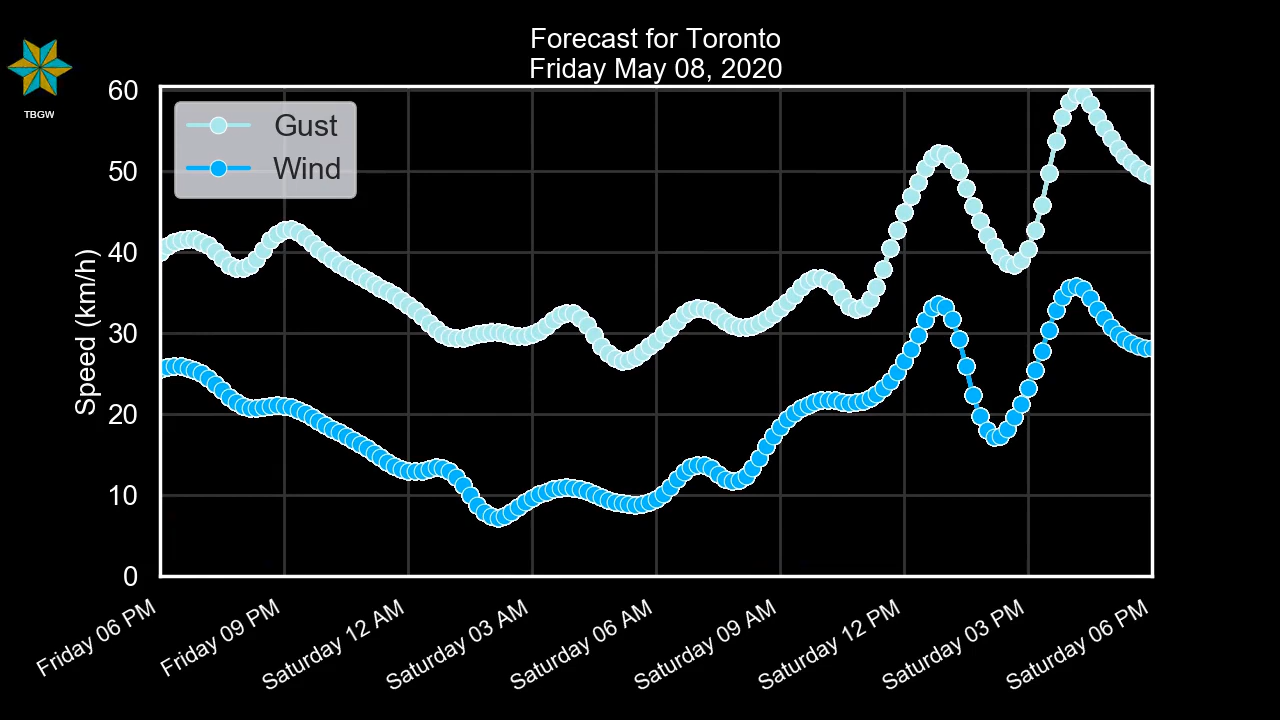 Forecast for Toronto
Friday May 08, 2020
TBGW
Gust
Wind
Speed (km/h)
60
50
40
30
20
10
0
Friday 06 PM
Friday 09 PM
Saturday 12 AM
Saturday 03 AM
Saturday 06 AM
Saturday 09 AM
Saturday 12 PM
Saturday 03 PM
Saturday 06 PM